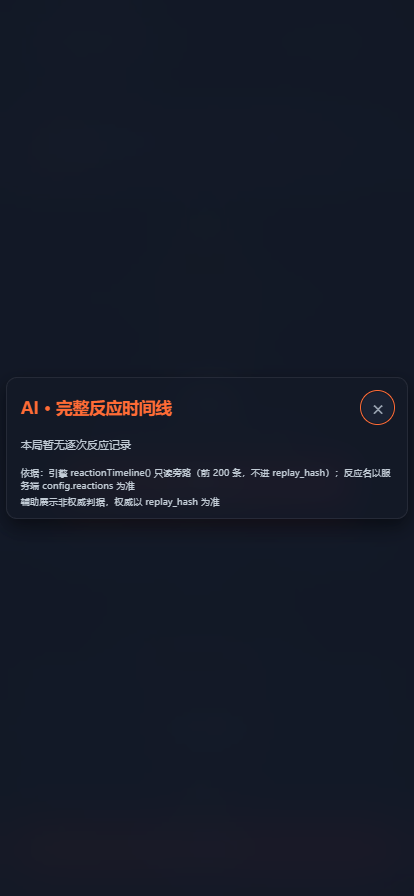 AI · 完整反应时间线
×
本局暂无逐次反应记录
依据：引擎 reactionTimeline() 只读旁路（前 200 条，不进 replay_hash）；反应名以服
务端 config.reactions 为准
辅助展示非权威判据，权威以 replay_hash 为准